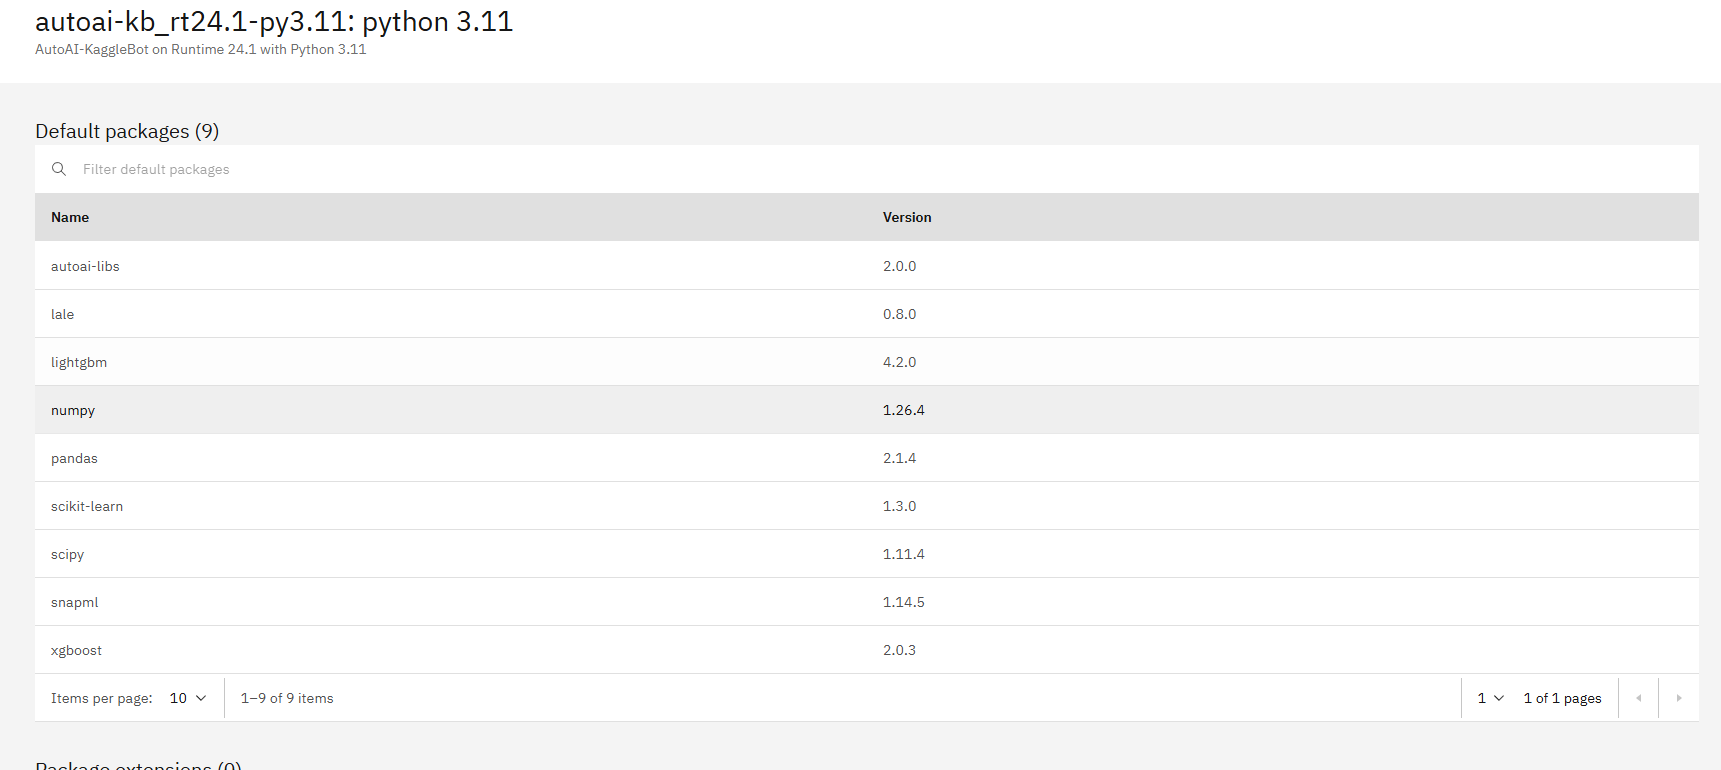 autoai-kb_rt24.1-py3.11: python 3.11
AutoAI-KaggleBot on Runtime 24.1 with Python 3.11
Default packages (9)
Filter default packages
Name Version
autoai-libs 2.0.0
lale 0.8.0
lightgbm 4.2.0
numpy 1.26.4
pandas 2.1.4
scikit-learn 1.3.0
scipy 1.11.4
snapml 1.14.5
xgboost 2.0.3
Items per page: 10 1–9 of 9 items 1 1 of 1 pages
Package extensions (0)